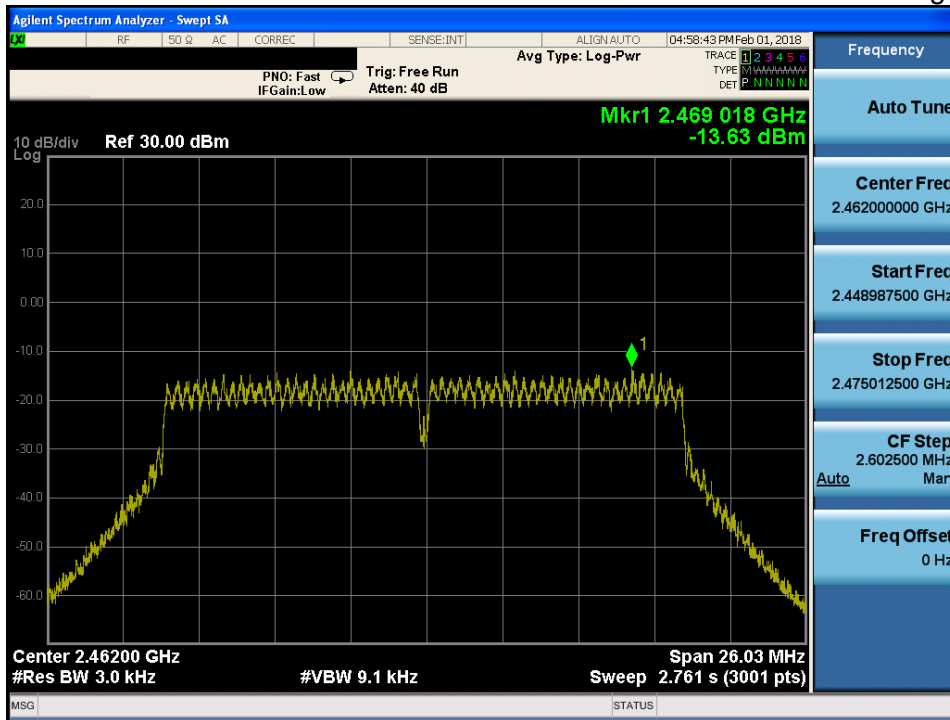 Agilent Spectrum Analyzer - Swept SA
LXI RF 50 Ω AC CORREC SENSE:INT ALIGN AUTO 04:58:43 PM Feb 01, 2018
Frequency
Avg Type: Log-Pwr TRACE 1 2 3 4 5 6
PNO: Fast Trig: Free Run TYPE M
IFGain:Low Atten: 40 dB DET P N N N N N
Auto Tune
Mkr1 2.469 018 GHz
-13.63 dBm
10 dB/div Ref 30.00 dBm
Log
Center Freq
2.462000000 GHz
20.0
10.0
Start Freq
2.448987500 GHz
0.00
1
-10.0
Stop Freq
2.475012500 GHz
-20.0
-30.0
CF Step
2.602500 MHz
Auto Man
-40.0
-50.0
Freq Offset
0 Hz
-60.0
Center 2.46200 GHz Span 26.03 MHz
#Res BW 3.0 kHz #VBW 9.1 kHz Sweep 2.761 s (3001 pts)
MSG STATUS